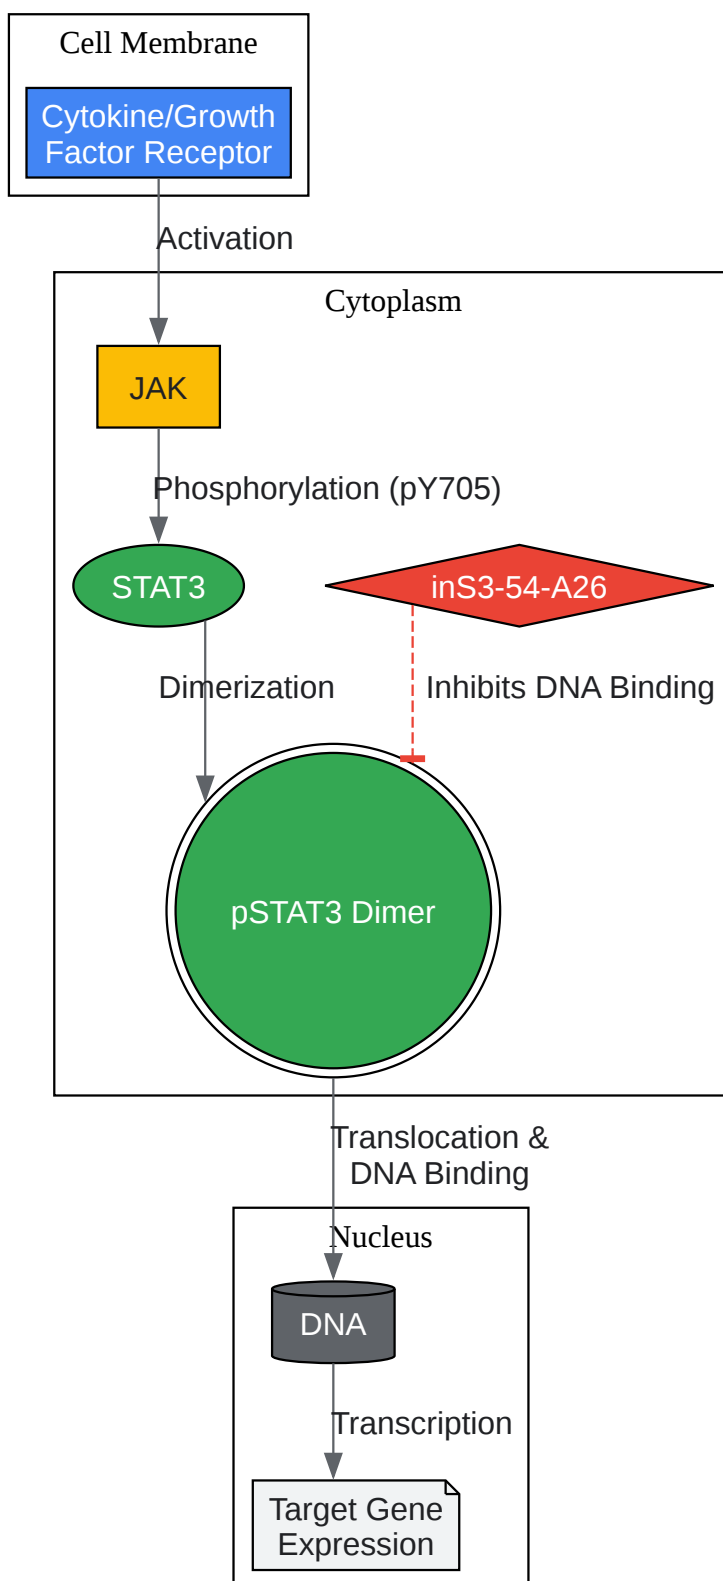 Cell Membrane
Cytokine/Growth
Factor Receptor
Activation
Cytoplasm
JAK
Phosphorylation (pY705)
STAT3
inS3-54-A26
Dimerization
Inhibits DNA Binding
pSTAT3 Dimer
Translocation &
DNA Binding
Nucleus
DNA
Transcription
Target Gene
Expression